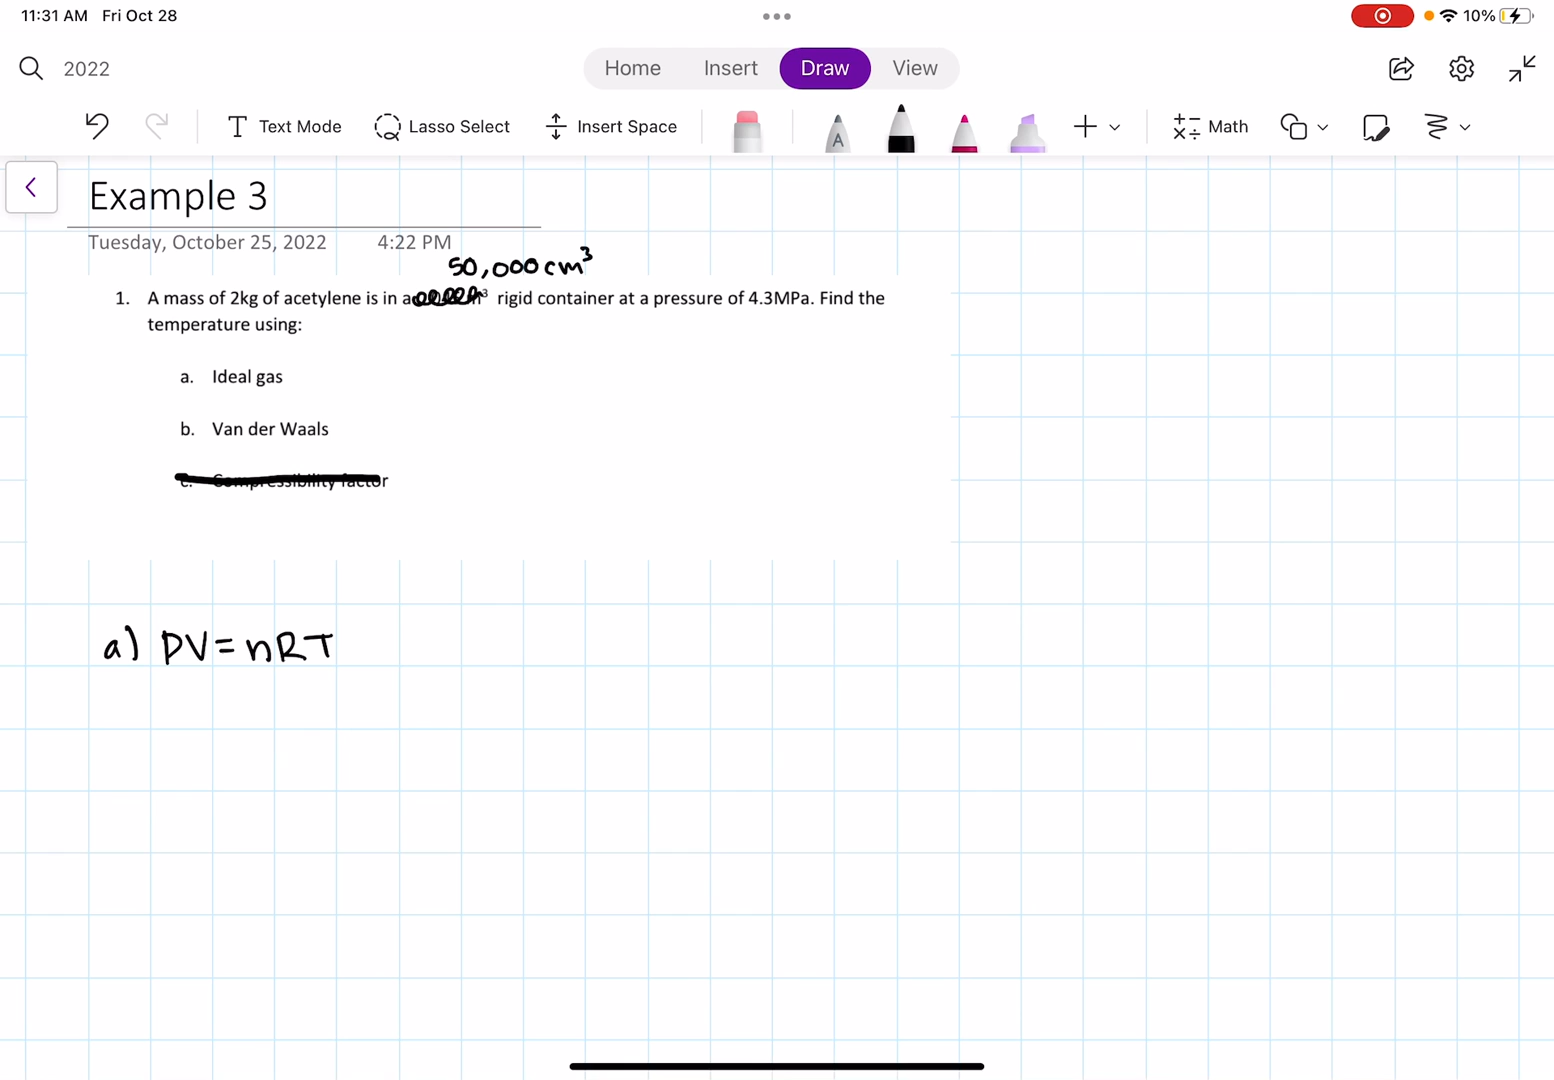 11:31 AM Fri Oct 28
10%
2022
Home Insert Draw View
Text Mode Lasso Select Insert Space A Math
Example 3
Tuesday, October 25, 2022 4:22 PM
50,000 cm³
1. A mass of 2kg of acetylene is in a rigid container at a pressure of 4.3MPa. Find the
temperature using:
a. Ideal gas
b. Van der Waals
c. Compressibility factor
a) PV = nRT